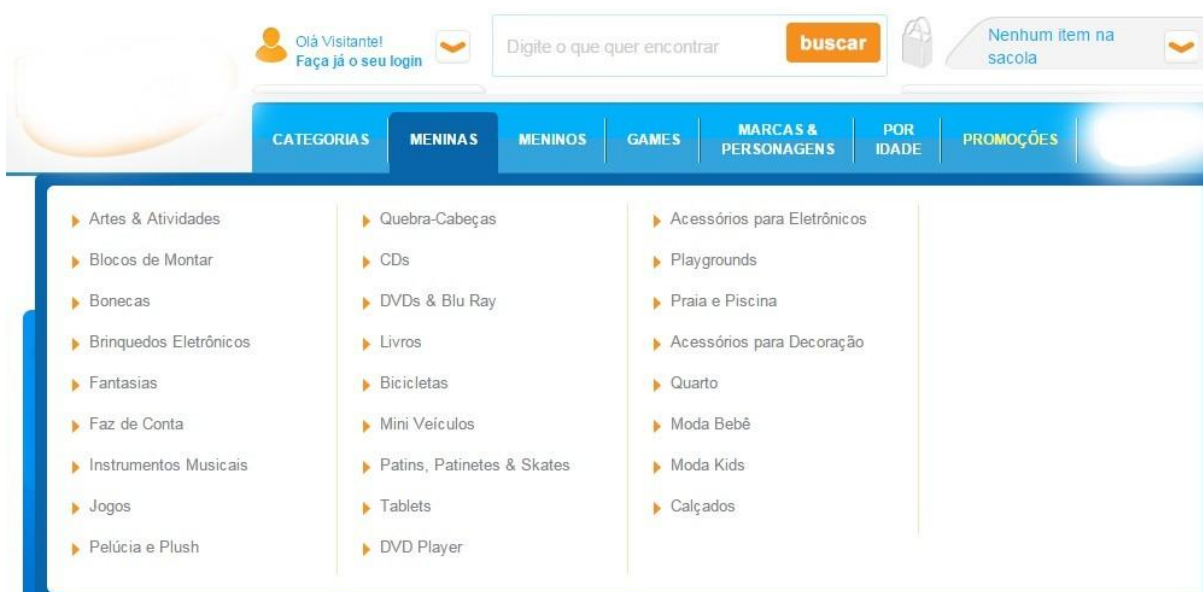 Olá Visitante!
Faça já o seu login
Digite o que quer encontrar
buscar
Nenhum item na
sacola
CATEGORIAS
MENINAS
MENINOS
GAMES
MARCAS &
PERSONAGENS
POR
IDADE
PROMOÇÕES
Artes & Atividades
Blocos de Montar
Bonecas
Brinquedos Eletrônicos
Fantasias
Faz de Conta
Instrumentos Musicais
Jogos
Pelúcia e Plush
Quebra-Cabeças
CDs
DVDs & Blu Ray
Livros
Bicicletas
Mini Veículos
Patins, Patinetes & Skates
Tablets
DVD Player
Acessórios para Eletrônicos
Playgrounds
Praia e Piscina
Acessórios para Decoração
Quarto
Moda Bebê
Moda Kids
Calçados